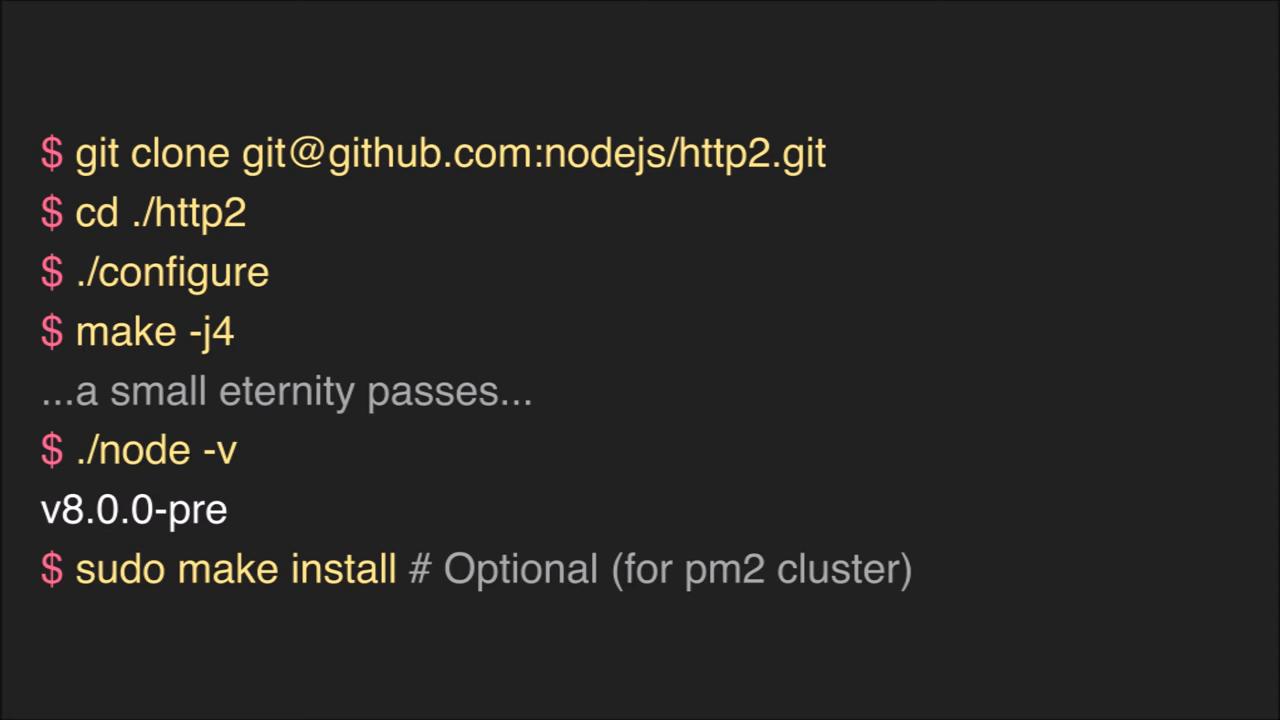 $ git clone git@github.com:nodejs/http2.git
$ cd ./http2
$ ./configure
$ make -j4
...a small eternity passes...
$ ./node -v
v8.0.0-pre
$ sudo make install # Optional (for pm2 cluster)